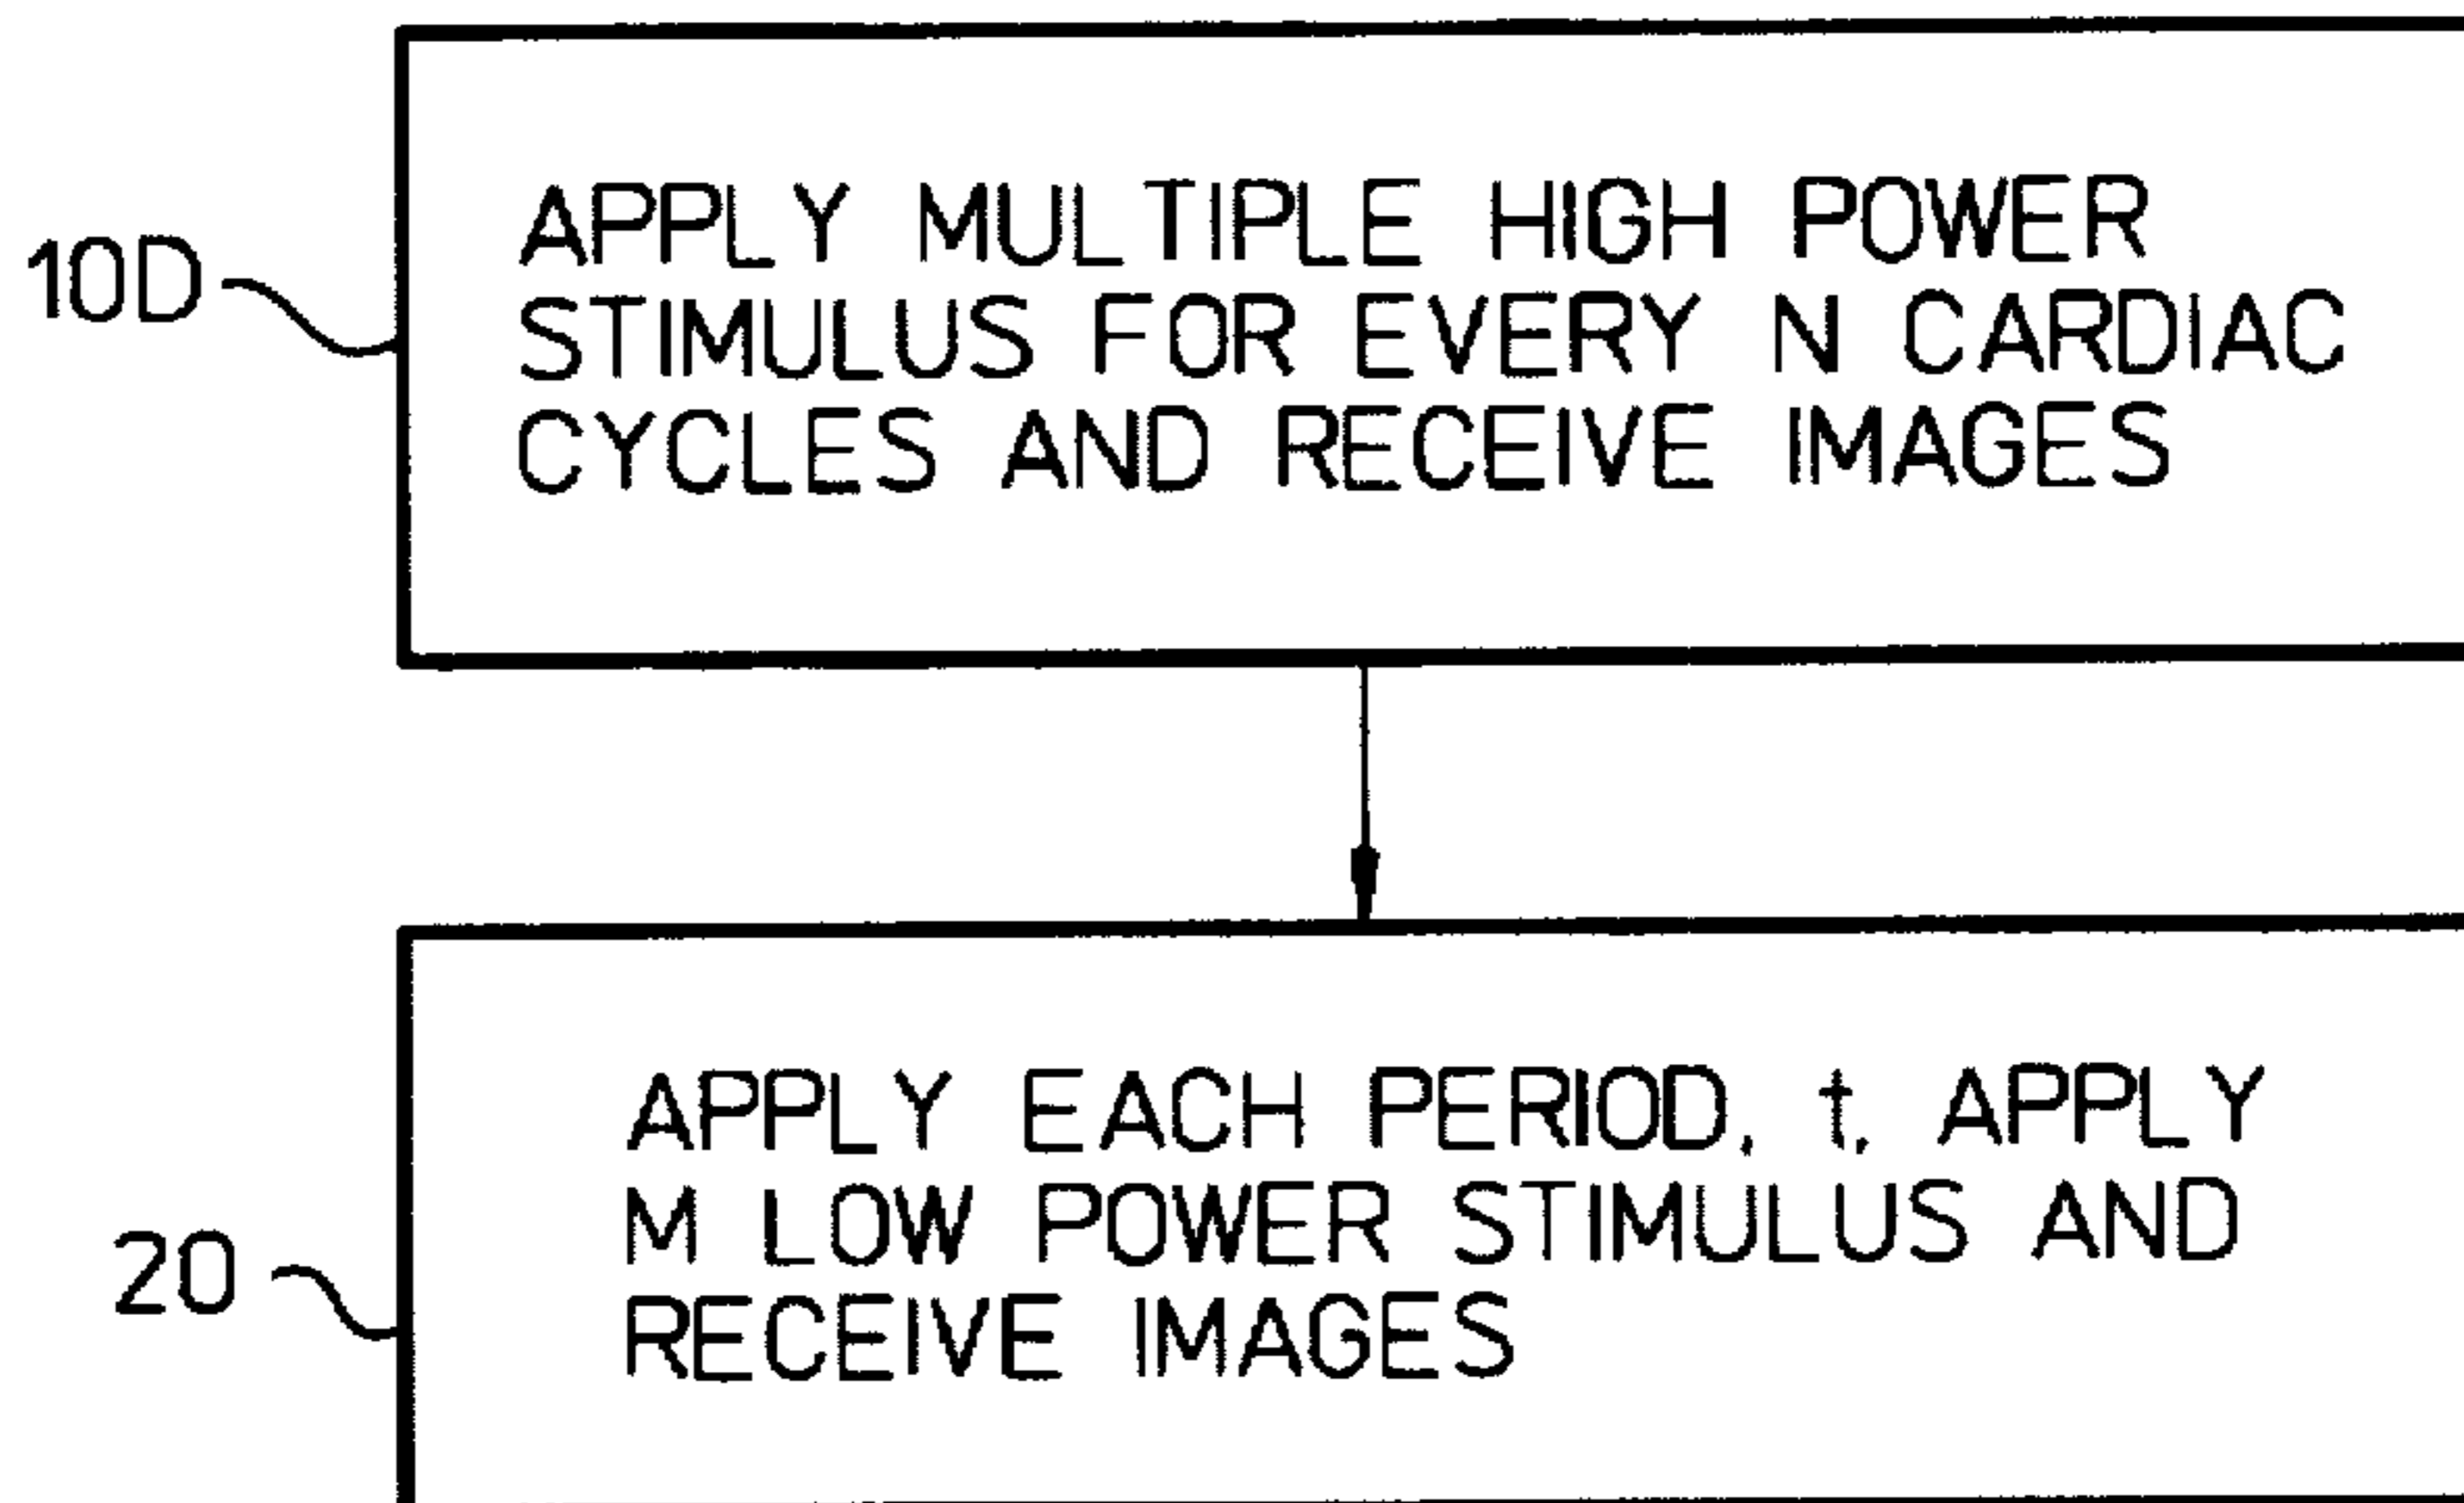 10D
APPLY MULTIPLE HIGH POWER
STIMULUS FOR EVERY N CARDIAC
CYCLES AND RECEIVE IMAGES
20
APPLY EACH PERIOD, t, APPLY
M LOW POWER STIMULUS AND
RECEIVE IMAGES